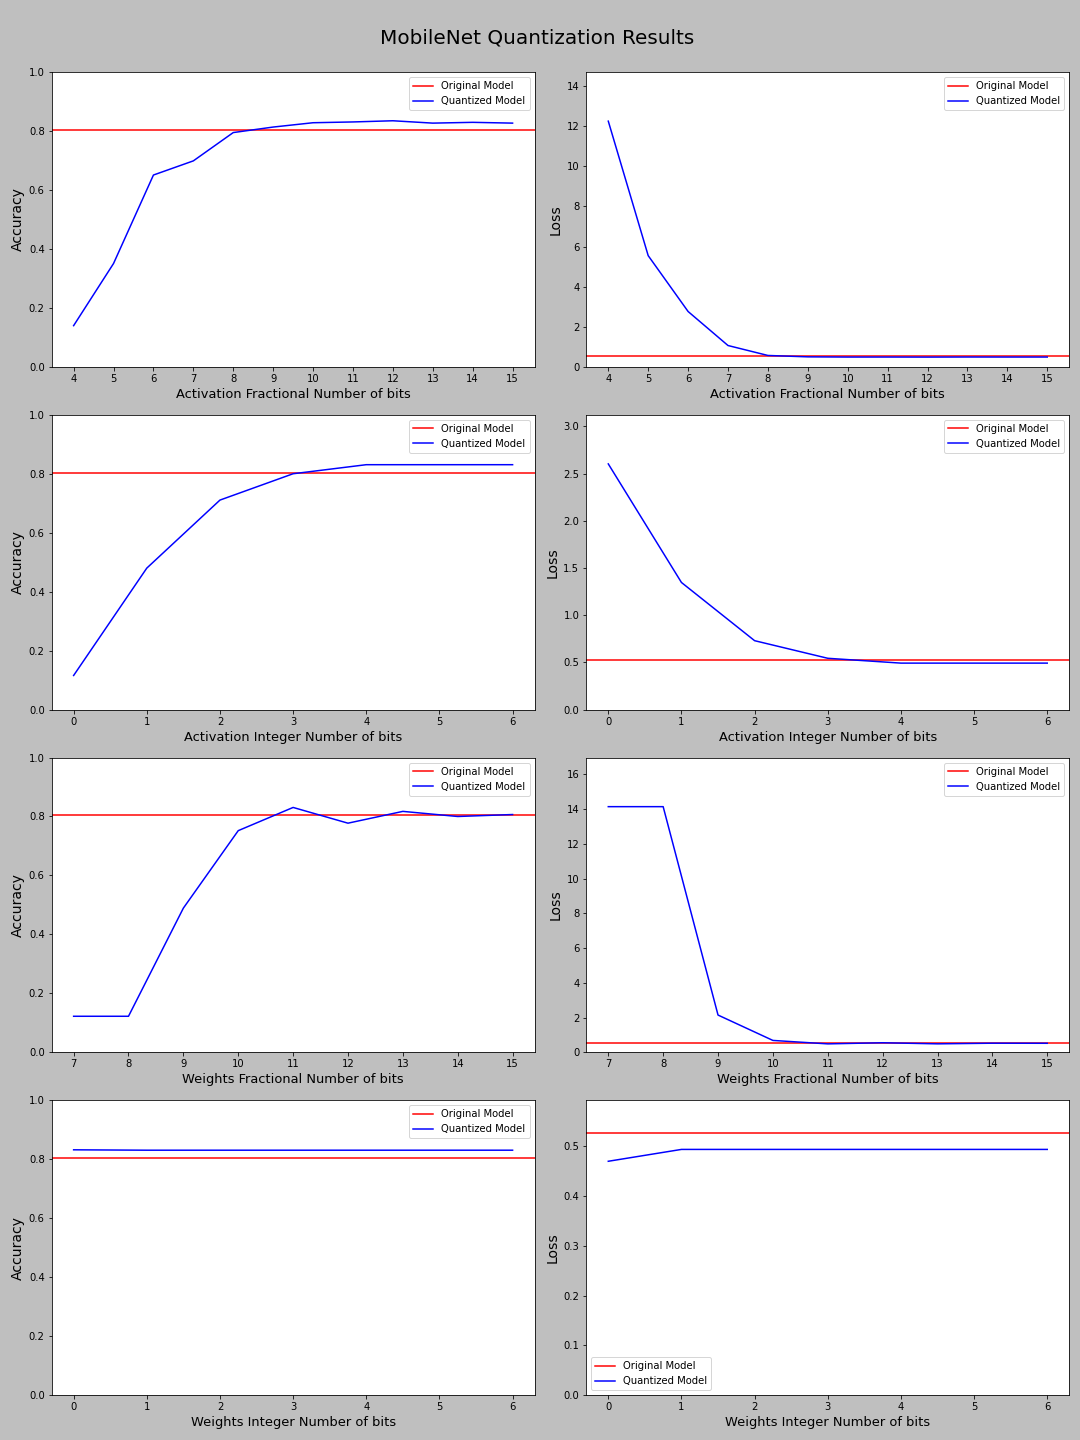 MobileNet Quantization Results
1.0
0.8
0.6
0.4
0.2
0.0
Accuracy
Original Model
Quantized Model
4 5 6 7 8 9 10 11 12 13 14 15
Activation Fractional Number of bits
14
12
10
8
6
4
2
0
Loss
Original Model
Quantized Model
4 5 6 7 8 9 10 11 12 13 14 15
Activation Fractional Number of bits
1.0
0.8
0.6
0.4
0.2
0.0
Accuracy
Original Model
Quantized Model
0 1 2 3 4 5 6
Activation Integer Number of bits
3.0
2.5
2.0
1.5
1.0
0.5
0.0
Loss
Original Model
Quantized Model
0 1 2 3 4 5 6
Activation Integer Number of bits
1.0
0.8
0.6
0.4
0.2
0.0
Accuracy
Original Model
Quantized Model
7 8 9 10 11 12 13 14 15
Weights Fractional Number of bits
16
14
12
10
8
6
4
2
0
Loss
Original Model
Quantized Model
7 8 9 10 11 12 13 14 15
Weights Fractional Number of bits
1.0
0.8
0.6
0.4
0.2
0.0
Accuracy
Original Model
Quantized Model
0 1 2 3 4 5 6
Weights Integer Number of bits
0.5
0.4
0.3
0.2
0.1
0.0
Loss
Original Model
Quantized Model
0 1 2 3 4 5 6
Weights Integer Number of bits